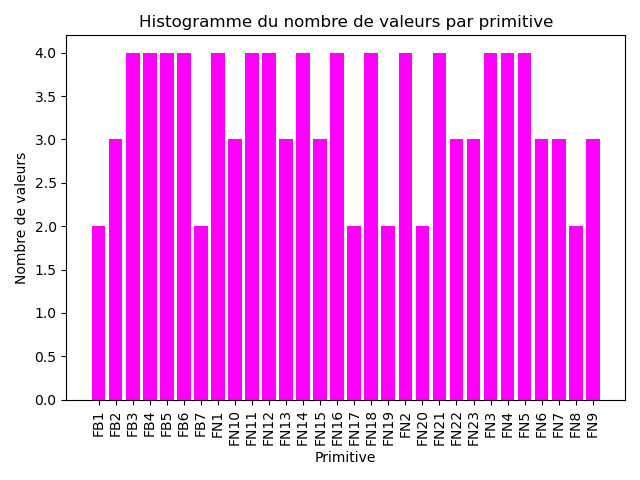 Histogramme du nombre de valeurs par primitive
Nombre de valeurs
4.0
3.5
3.0
2.5
2.0
1.5
1.0
0.5
0.0
FB1
FB2
FB3
FB4
FB5
FB6
FB7
FN1
FN10
FN11
FN12
FN13
FN14
FN15
FN16
FN17
FN18
FN19
FN2
FN20
FN21
FN22
FN23
FN3
FN4
FN5
FN6
FN7
FN8
FN9
Primitive